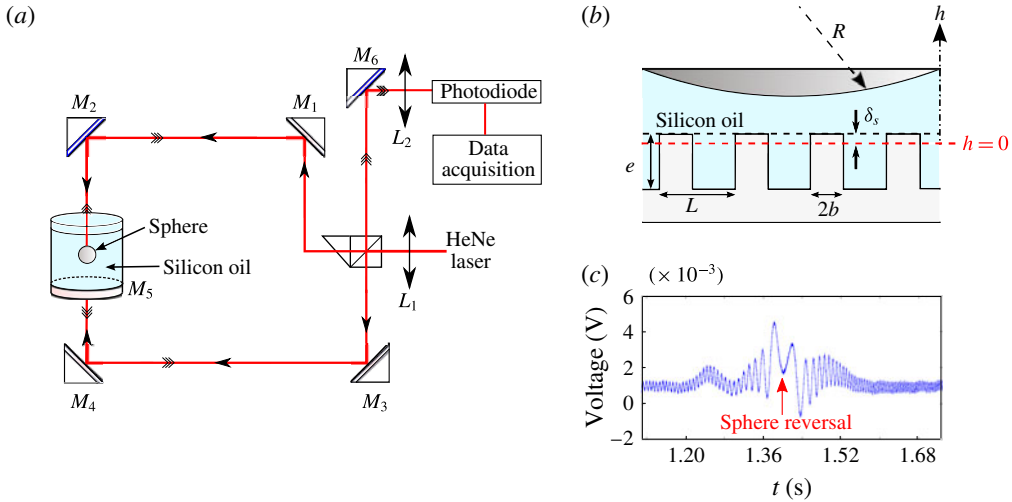 (a)
M6
M2
M1
Photodiode
L2
Data
acquisition
Sphere
Silicon oil
M5
HeNe
laser
L1
M4
M3
(b)
h
R
Silicon oil
δs
h = 0
e
L
2b
(c)
(× 10−3)
6
4
2
0
−2
Voltage (V)
Sphere reversal
1.20
1.36
1.52
1.68
t (s)